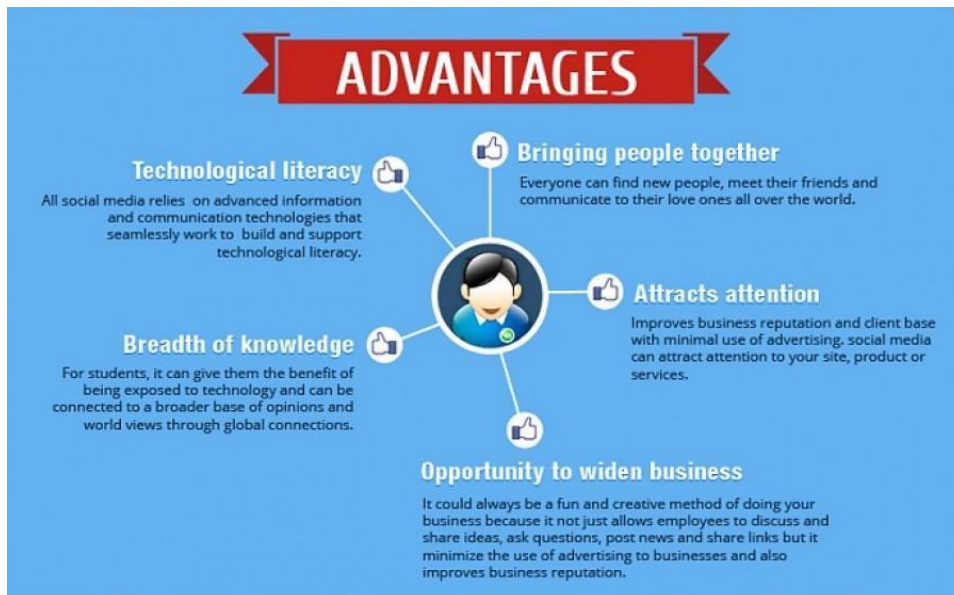 ADVANTAGES
Technological literacy
All social media relies on advanced information
and communication technologies that
seamlessly work to build and support
technological literacy.
Bringing people together
Everyone can find new people, meet their friends and
communicate to their love ones all over the world.
Attracts attention
Improves business reputation and client base
with minimal use of advertising. social media
can attract attention to your site, product or
services.
Breadth of knowledge
For students, it can give them the benefit of
being exposed to technology and can be
connected to a broader base of opinions and
world views through global connections.
Opportunity to widen business
It could always be a fun and creative method of doing your
business because it not just allows employees to discuss and
share ideas, ask questions, post news and share links but it
minimize the use of advertising to businesses and also
improves business reputation.